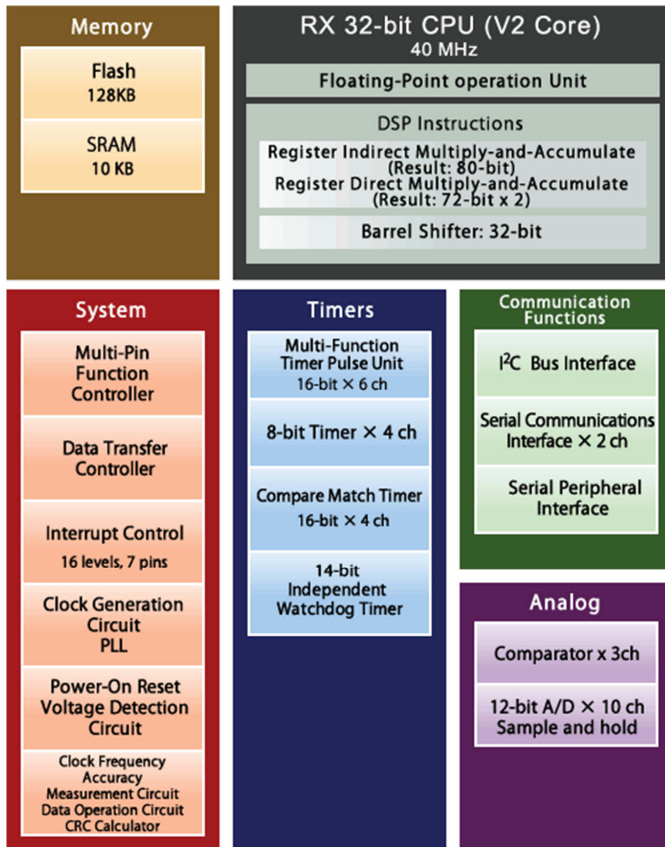 Memory
Flash
128KB
SRAM
10 KB
RX 32-bit CPU (V2 Core)
40 MHz
Floating-Point operation Unit
DSP Instructions
Register Indirect Multiply-and-Accumulate
(Result: 80-bit)
Register Direct Multiply-and-Accumulate
(Result: 72-bit x 2)
Barrel Shifter: 32-bit
System
Multi-Pin
Function
Controller
Data Transfer
Controller
Interrupt Control
16 levels, 7 pins
Clock Generation
Circuit
PLL
Power-On Reset
Voltage Detection
Circuit
Clock Frequency
Accuracy
Measurement Circuit
Data Operation Circuit
CRC Calculator
Timers
Multi-Function
Timer Pulse Unit
16-bit × 6 ch
8-bit Timer × 4 ch
Compare Match Timer
16-bit × 4 ch
14-bit
Independent
Watchdog Timer
Communication
Functions
I²C Bus Interface
Serial Communications
Interface × 2 ch
Serial Peripheral
Interface
Analog
Comparator x 3ch
12-bit A/D × 10 ch
Sample and hold